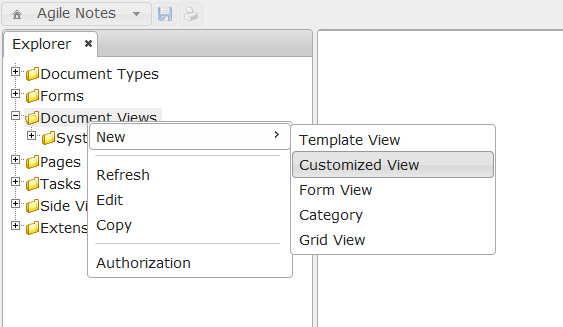 Agile Notes
Explorer
Document Types
Forms
Document Views
Syst
Pages
Tasks
Side Vi
Extens
New
Refresh
Edit
Copy
Authorization
Template View
Customized View
Form View
Category
Grid View